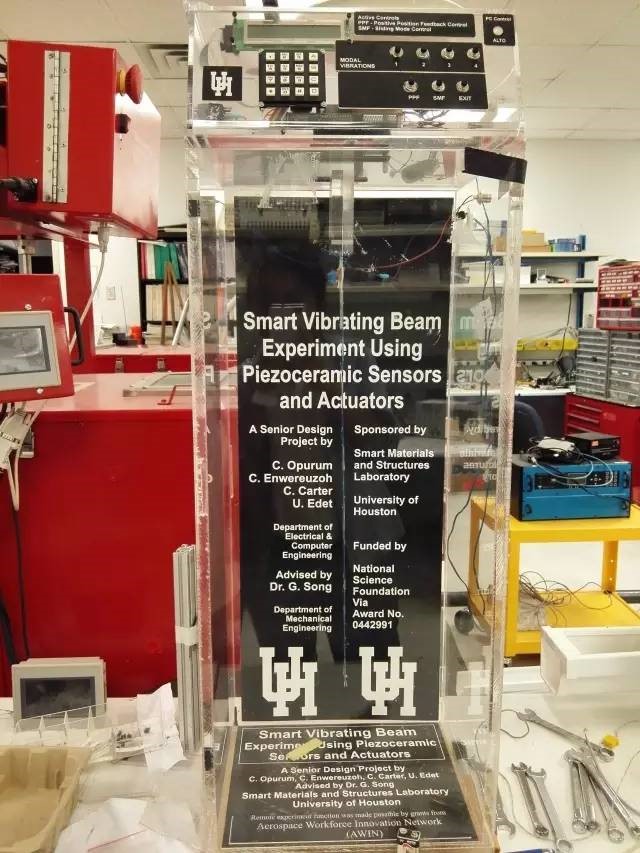 Active Controls
PPF - Positive Position Feedback Control
SMF - Sliding Mode Control
PC Control
ALTO
MODAL
VIBRATIONS
1 2 3 4
PPF SMF EXIT
UH
Smart Vibrating Beam
Experiment Using
Piezoceramic Sensors
and Actuators
A Senior Design
Project by
C. Opurum
C. Enwereuzoh
C. Carter
U. Edet
Department of
Electrical &
Computer
Engineering
Advised by
Dr. G. Song
Department of
Mechanical
Engineering
Sponsored by
Smart Materials
and Structures
Laboratory
University of
Houston
Funded by
National
Science
Foundation
Via
Award No.
0442991
UH UH
Smart Vibrating Beam
Using Piezoceramic
and Actuators
A Senior Design Project by
C. Opurum, C. Enwereuzoh, C. Carter, U. Edet
Advised by Dr. G. Song
Smart Materials and Structures Laboratory
University of Houston
Remote experiment function was made possible by grants from
Aerospace Workforce Innovation Network
(AWIN)